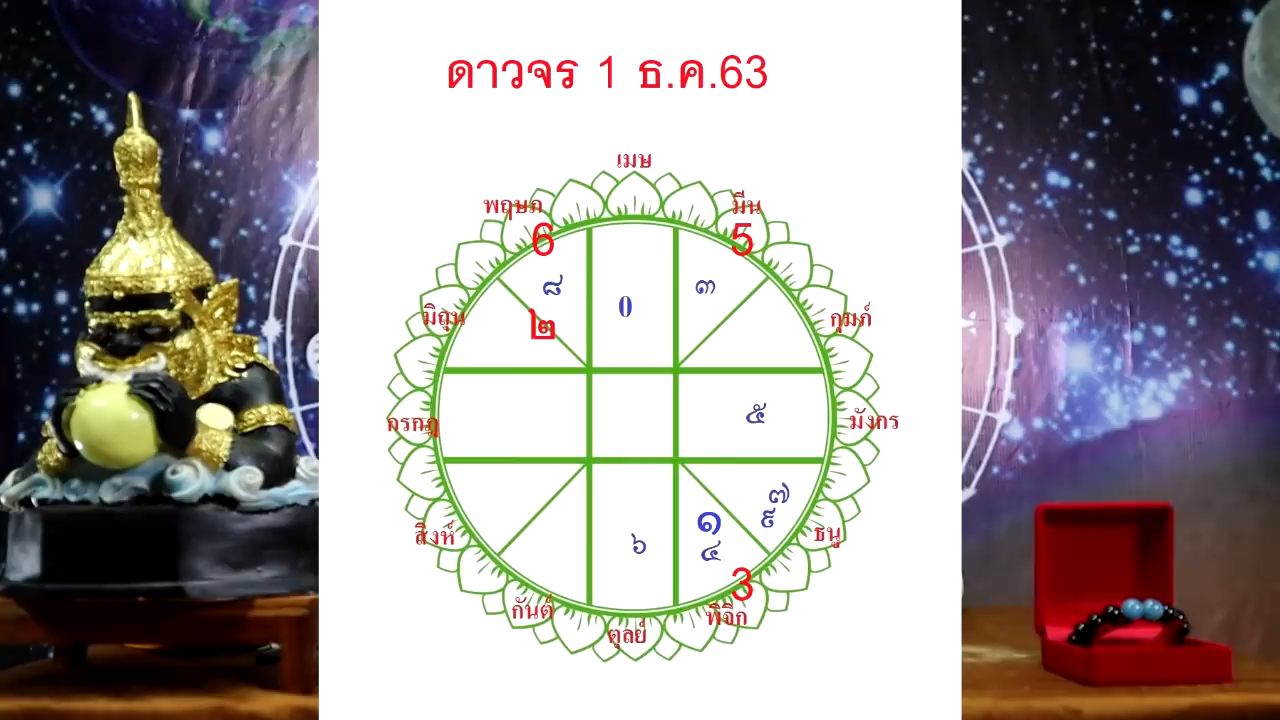 ดาวจร 1 ธ.ค.63
เมษ
พฤษภ
มีน
6
5
๘
0
๓
มิถุน
๒
กุมภ์
๕
กรกฎ
มังกร
๗
๙
๑
สิงห์
๖
๔
ธนู
3
กันต์
พิจิก
ตุลย์